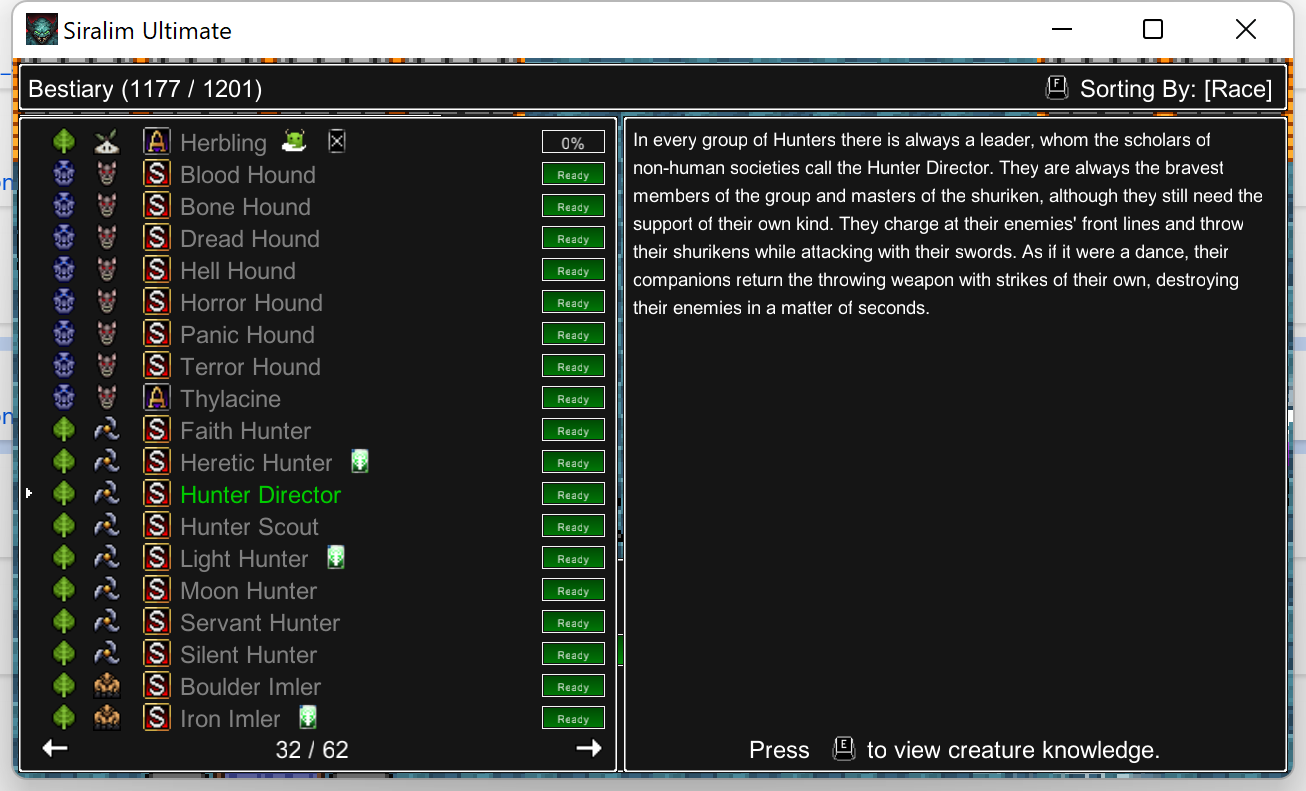 Siralim Ultimate
Bestiary (1177 / 1201)
F Sorting By: [Race]
A Herbling 0%
S Blood Hound Ready
S Bone Hound Ready
S Dread Hound Ready
S Hell Hound Ready
S Horror Hound Ready
S Panic Hound Ready
S Terror Hound Ready
A Thylacine Ready
S Faith Hunter Ready
S Heretic Hunter Ready
S Hunter Director Ready
S Hunter Scout Ready
S Light Hunter Ready
S Moon Hunter Ready
S Servant Hunter Ready
S Silent Hunter Ready
S Boulder Imler Ready
S Iron Imler Ready
32 / 62
In every group of Hunters there is always a leader, whom the scholars of
non-human societies call the Hunter Director. They are always the bravest
members of the group and masters of the shuriken, although they still need the
support of their own kind. They charge at their enemies' front lines and throw
their shurikens while attacking with their swords. As if it were a dance, their
companions return the throwing weapon with strikes of their own, destroying
their enemies in a matter of seconds.
Press E to view creature knowledge.